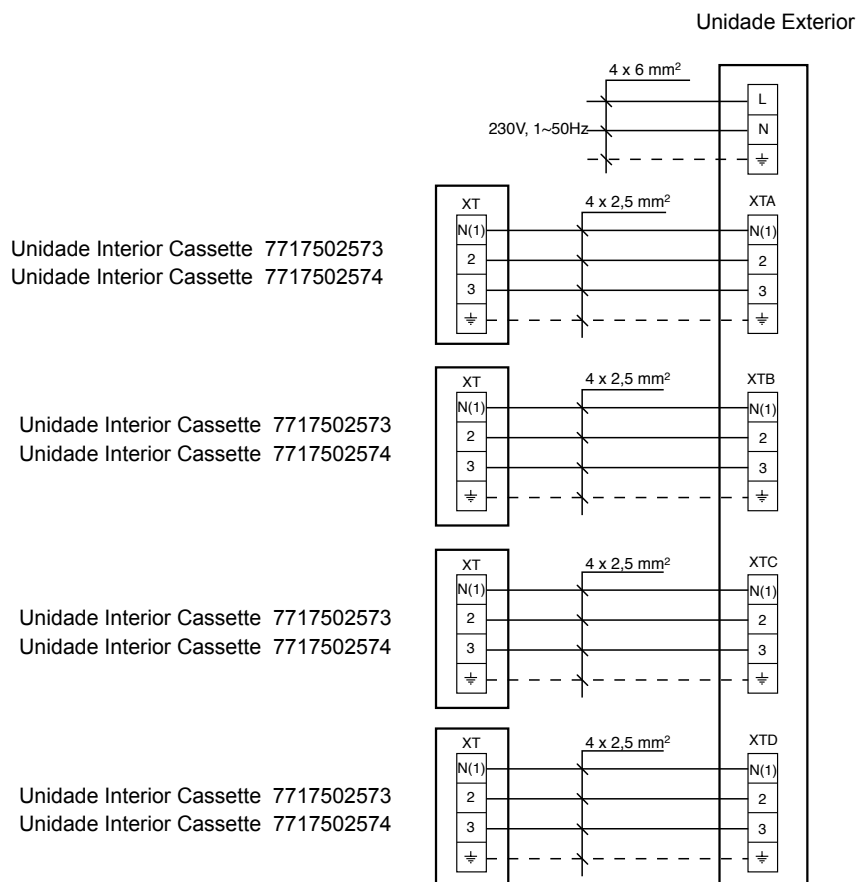 Unidade Exterior
4 x 6 mm²
L
230V, 1~50Hz
N
4 x 2,5 mm²
XT
XTA
N(1)
N(1)
Unidade Interior Cassette 7717502573
2
2
Unidade Interior Cassette 7717502574
3
3
4 x 2,5 mm²
XT
XTB
N(1)
N(1)
Unidade Interior Cassette 7717502573
2
2
Unidade Interior Cassette 7717502574
3
3
4 x 2,5 mm²
XT
XTC
N(1)
N(1)
Unidade Interior Cassette 7717502573
2
2
Unidade Interior Cassette 7717502574
3
3
4 x 2,5 mm²
XT
XTD
N(1)
N(1)
Unidade Interior Cassette 7717502573
2
2
Unidade Interior Cassette 7717502574
3
3